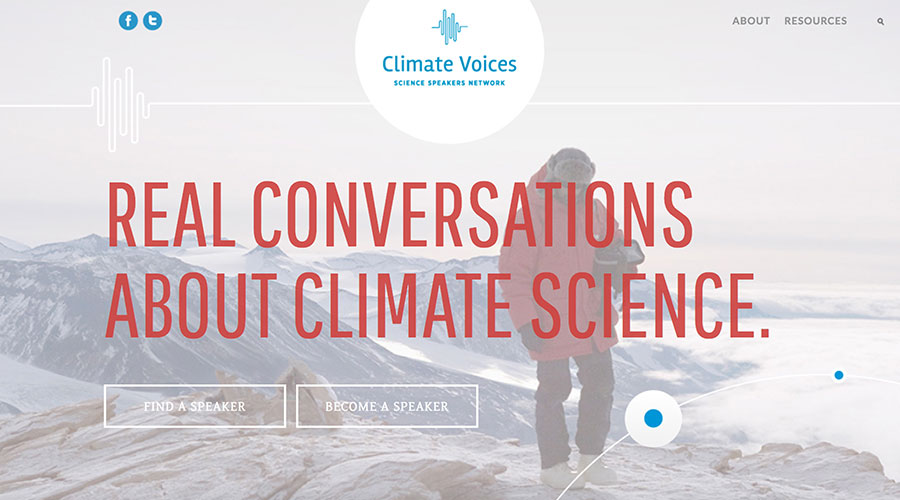 ABOUT RESOURCES
Climate Voices
SCIENCE SPEAKERS NETWORK
REAL CONVERSATIONS
ABOUT CLIMATE SCIENCE.
FIND A SPEAKER BECOME A SPEAKER